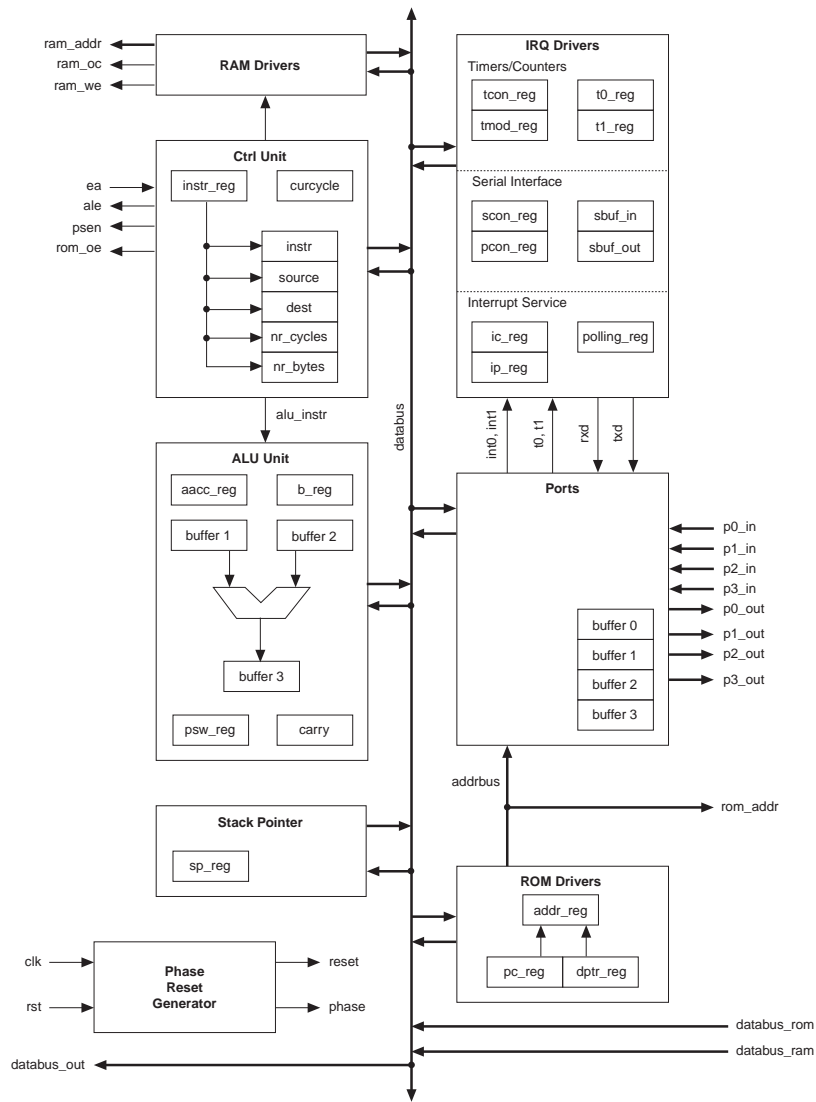 ram_addr
ram_oc
ram_we
RAM Drivers
Ctrl Unit
instr_reg
curcycle
ea
ale
psen
rom_oe
instr
source
dest
nr_cycles
nr_bytes
alu_instr
ALU Unit
aacc_reg
b_reg
buffer 1
buffer 2
buffer 3
psw_reg
carry
Stack Pointer
sp_reg
clk
rst
Phase
Reset
Generator
reset
phase
databus_out
databus
IRQ Drivers
Timers/Counters
tcon_reg
t0_reg
tmod_reg
t1_reg
Serial Interface
scon_reg
sbuf_in
pcon_reg
sbuf_out
Interrupt Service
ic_reg
polling_reg
ip_reg
int0, int1
t0, t1
rxd
txd
Ports
p0_in
p1_in
p2_in
p3_in
p0_out
p1_out
p2_out
p3_out
buffer 0
buffer 1
buffer 2
buffer 3
addrbus
rom_addr
ROM Drivers
addr_reg
pc_reg
dptr_reg
databus_rom
databus_ram